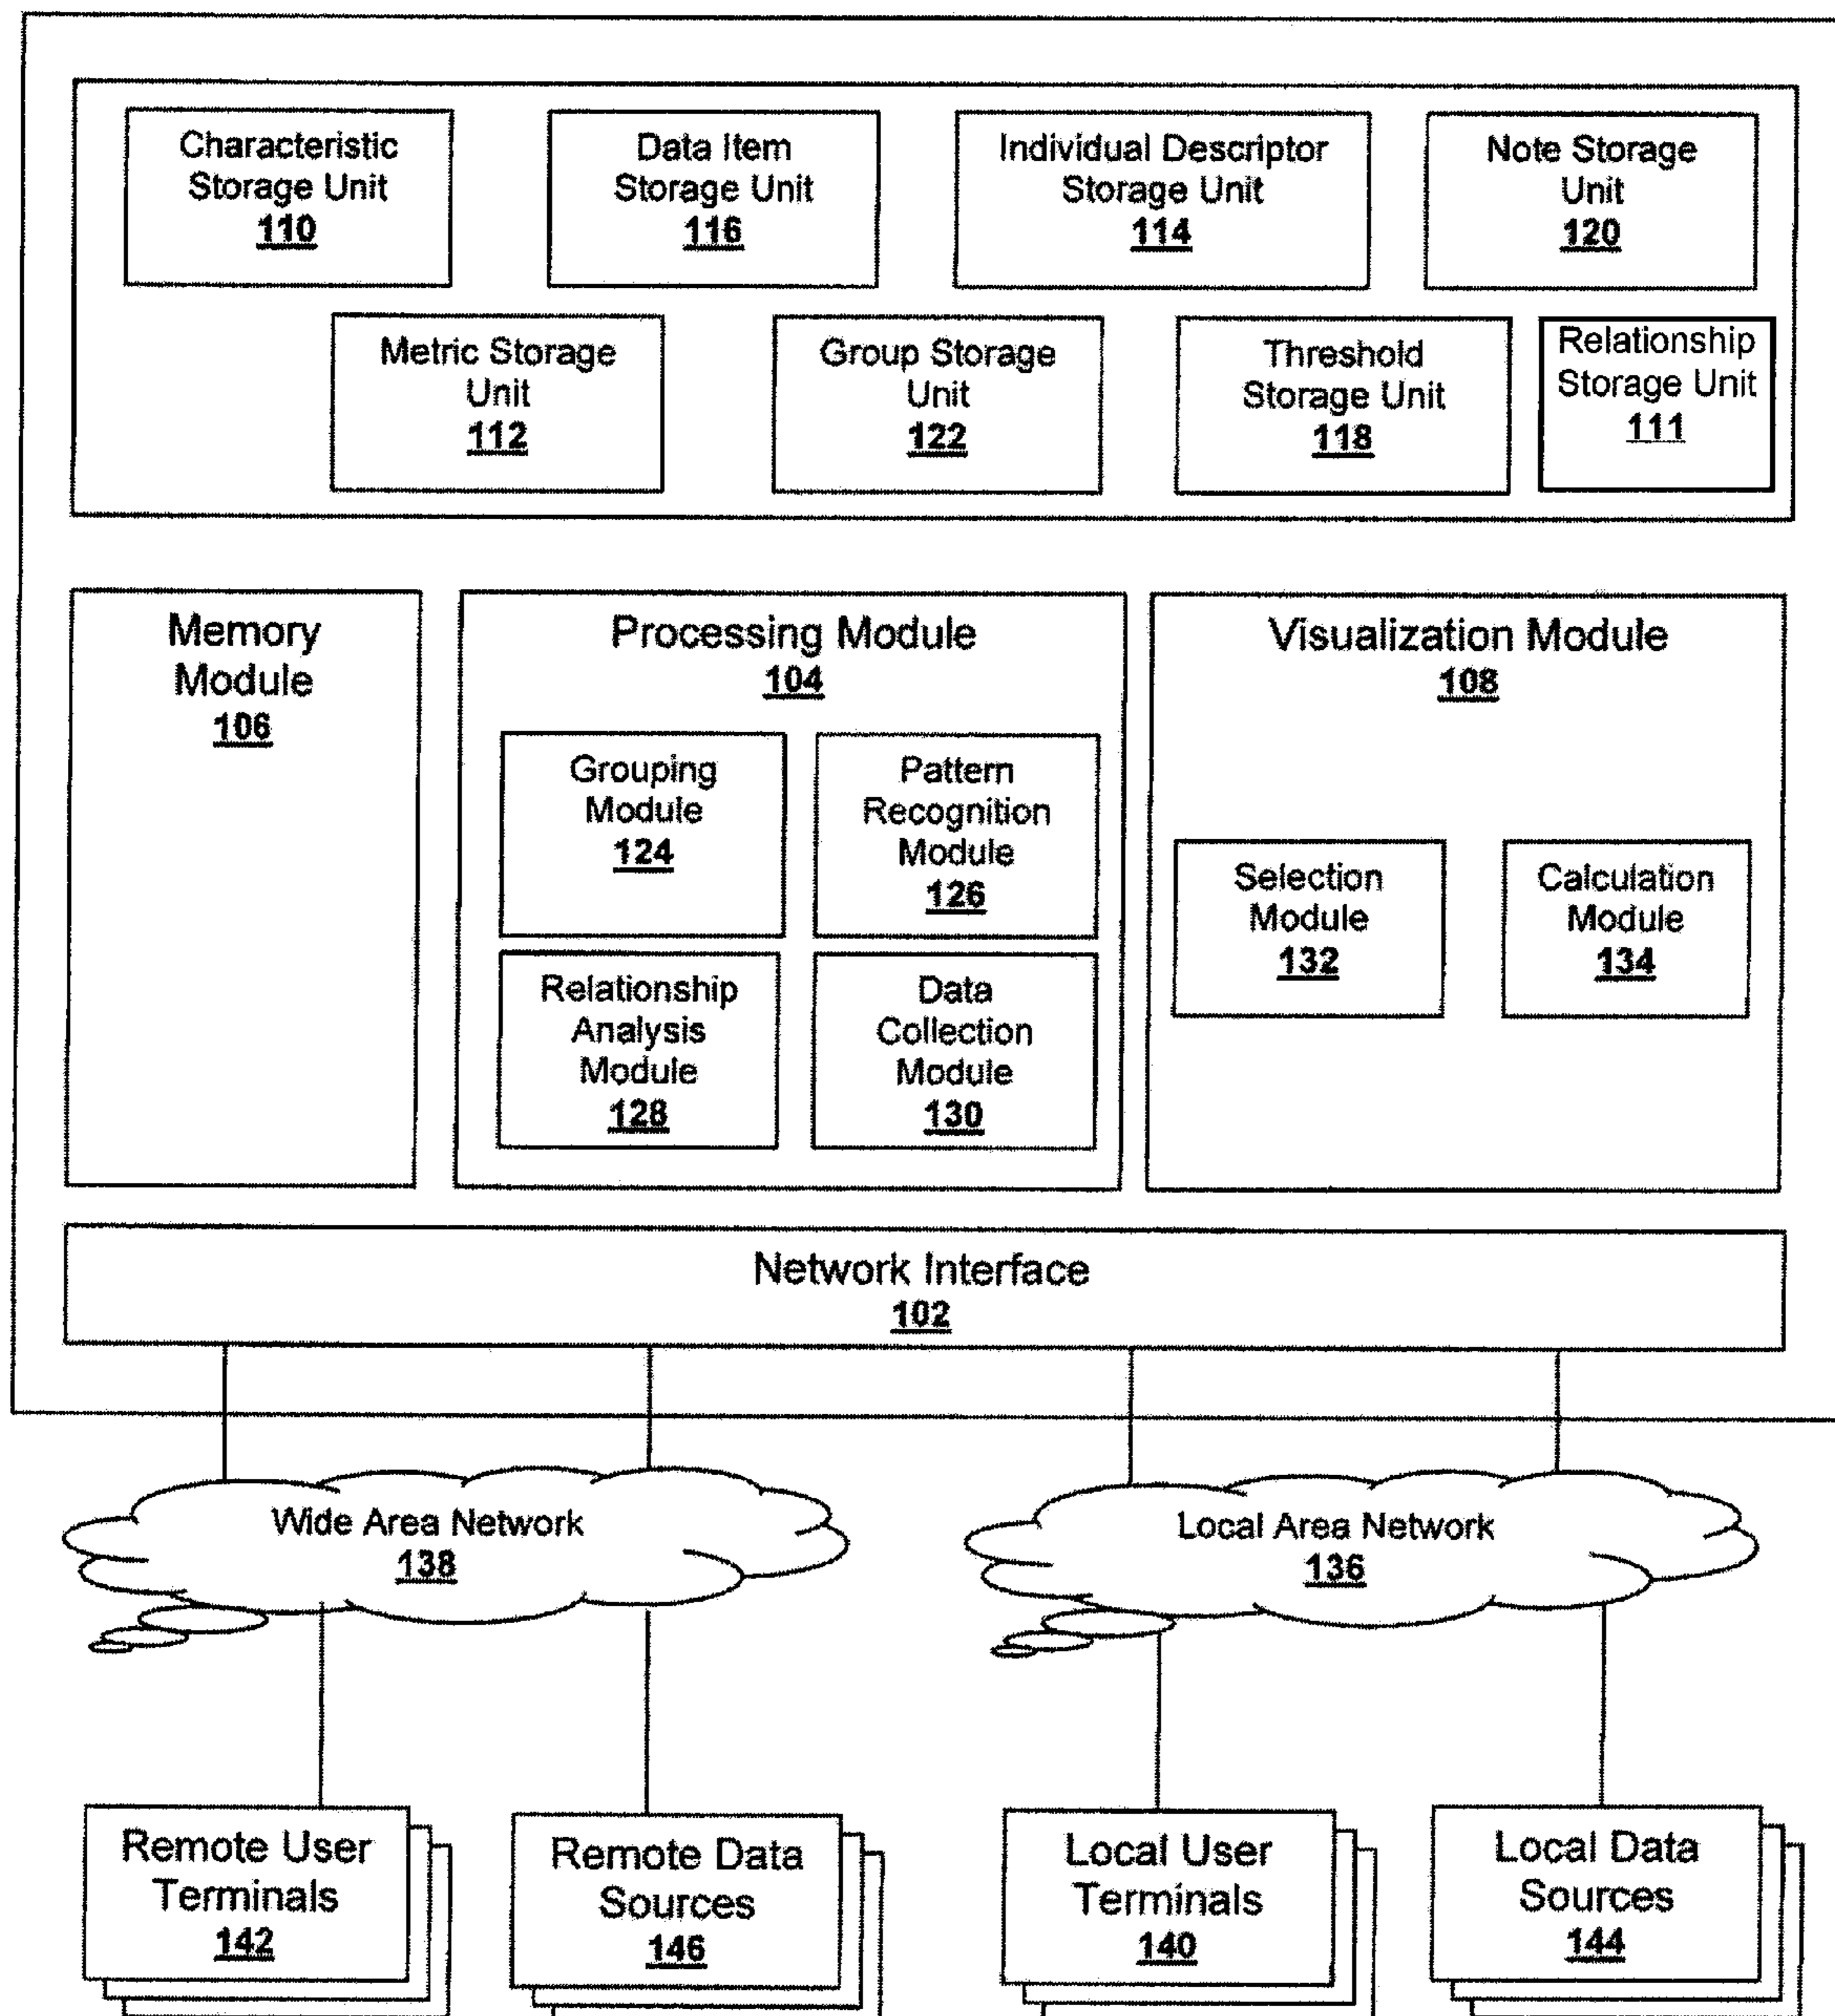 Characteristic
Storage Unit
110
Data Item
Storage Unit
116
Individual Descriptor
Storage Unit
114
Note Storage
Unit
120
Metric Storage
Unit
112
Group Storage
Unit
122
Threshold
Storage Unit
118
Relationship
Storage Unit
111
Memory
Module
106
Processing Module
104
Grouping
Module
124
Pattern
Recognition
Module
126
Relationship
Analysis
Module
128
Data
Collection
Module
130
Visualization Module
108
Selection
Module
132
Calculation
Module
134
Network Interface
102
Wide Area Network
138
Local Area Network
136
Remote User
Terminals
142
Remote Data
Sources
146
Local User
Terminals
140
Local Data
Sources
144